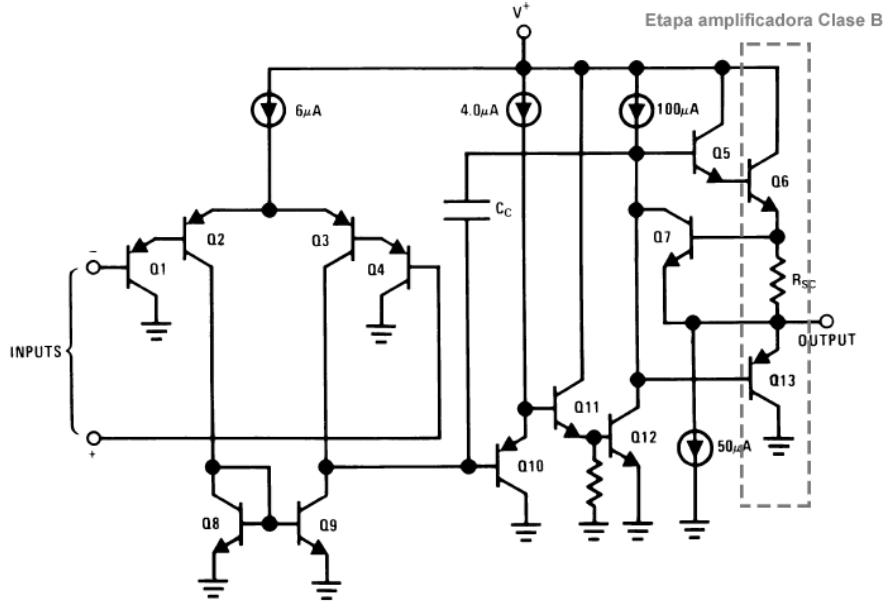 Etapa amplificadora Clase B
V+
6μA
4.0μA
100μA
Q5
Q6
CC
Q7
Q1
Q2
Q3
Q4
RSC
INPUTS
−
+
OUTPUT
Q13
Q11
Q12
Q10
50μA
Q8
Q9